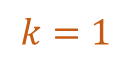 k = 1